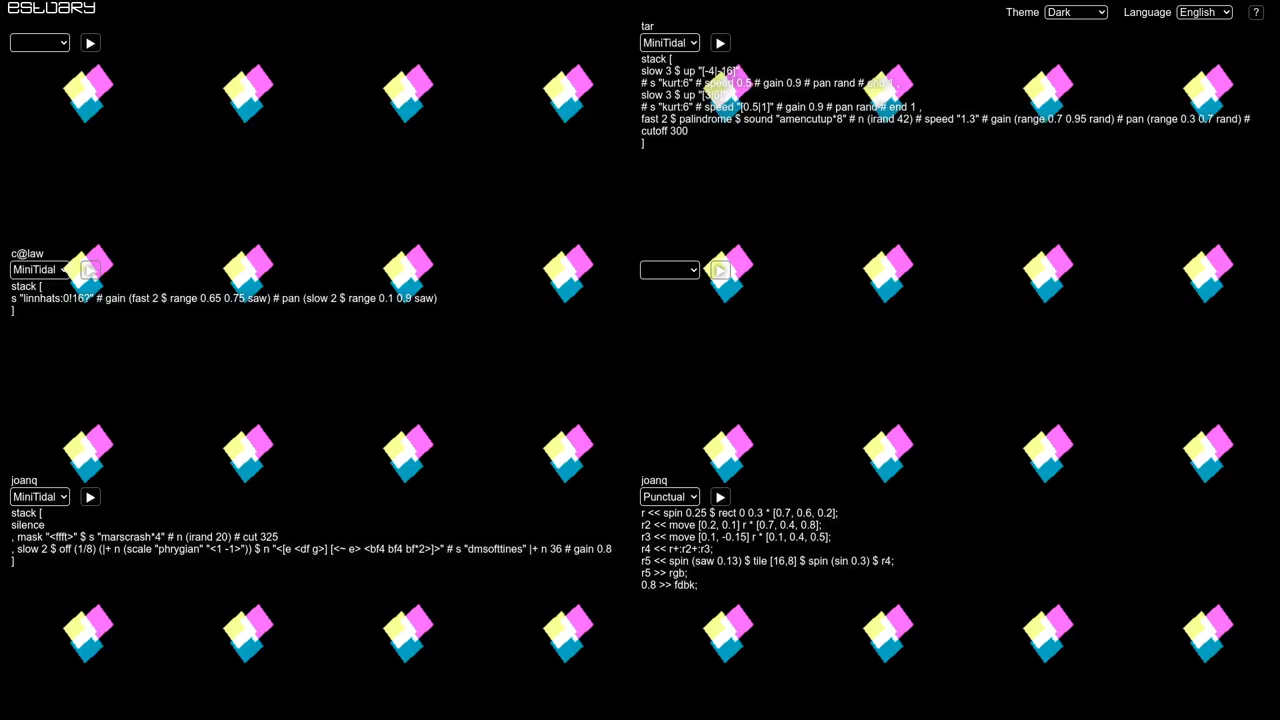 estuary
Theme Dark Language English ?
tar
MiniTidal
stack [
slow 3 $ up "[-4|-16]"
# s "kurt:6" # speed 0.5 # gain 0.9 # pan rand # end 1 ,
slow 3 $ up "[3|6]"
# s "kurt:6" # speed "[0.5|1]" # gain 0.9 # pan rand # end 1 ,
fast 2 $ palindrome $ sound "amencutup*8" # n (irand 42) # speed "1.3" # gain (range 0.7 0.95 rand) # pan (range 0.3 0.7 rand) #
cutoff 300
]
c@law
MiniTidal
stack [
s "linnhats:0!16?" # gain (fast 2 $ range 0.65 0.75 saw) # pan (slow 2 $ range 0.1 0.9 saw)
]
joanq
MiniTidal
stack [
silence
, mask "<ffft>" $ s "marscrash*4" # n (irand 20) # cut 325
, slow 2 $ off (1/8) (|+ n (scale "phrygian" "<1 -1>")) $ n "<[e <df g>] [<~ e> <bf4 bf4 bf*2>]>" # s "dmsofttines" |+ n 36 # gain 0.8
]
joanq
Punctual
r << spin 0.25 $ rect 0 0.3 * [0.7, 0.6, 0.2];
r2 << move [0.2, 0.1] r * [0.7, 0.4, 0.8];
r3 << move [0.1, -0.15] r * [0.1, 0.4, 0.5];
r4 << r+:r2+:r3;
r5 << spin (saw 0.13) $ tile [16,8] $ spin (sin 0.3) $ r4;
r5 >> rgb;
0.8 >> fdbk;